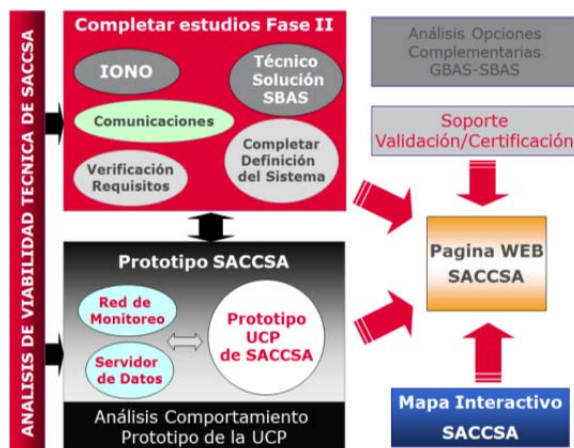 ANALISIS DE VIABILIDAD TECNICA DE SACCSA
Completar estudios Fase II
IONO
Técnico
Solución
SBAS
Comunicaciones
Verificación
Requisitos
Completar
Definición
del Sistema
Prototipo SACCSA
Red de
Monitoreo
Servidor
de Datos
Prototipo
UCP
de SACCSA
Análisis Comportamiento
Prototipo de la UCP
Análisis Opciones
Complementarias
GBAS-SBAS
Soporte
Validación/Certificación
Pagina WEB
SACCSA
Mapa Interactivo
SACCSA